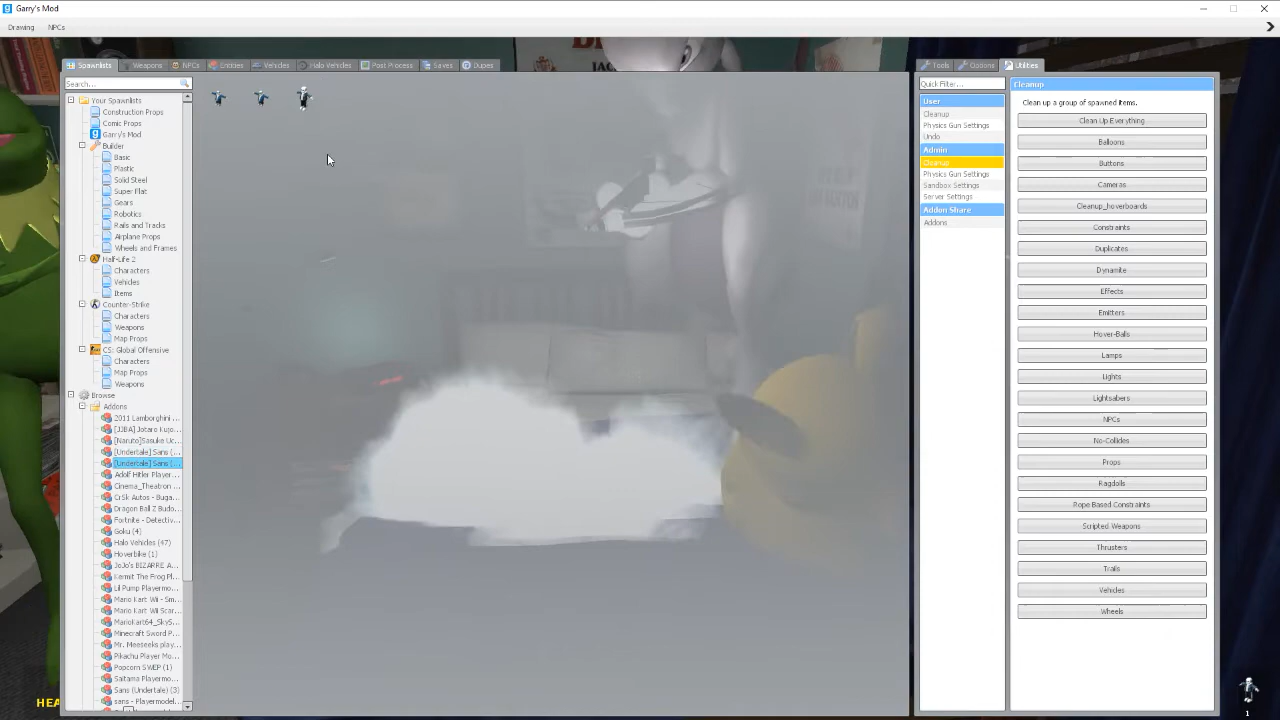 Garry's Mod
Drawing NPCs
Spawnlists Weapons NPCs Entities Vehicles Halo Vehicles Post Process Saves Dupes
Tools Options Utilities
Search...
Your Spawnlists
Construction Props
Comic Props
Garry's Mod
Builder
Basic
Plastic
Solid Steel
Super Flat
Gears
Robotics
Rails and Tracks
Airplane Props
Wheels and Frames
Half-Life 2
Characters
Vehicles
Items
Counter-Strike
Characters
Weapons
Map Props
CS: Global Offensive
Characters
Map Props
Weapons
Browse
Addons
2011 Lamborghini ...
[JJBA] Jotaro Kujo...
[Naruto]Sasuke Uc...
[Undertale] Sans (...
[Undertale] Sans (...
Adolf Hitler Player...
Cinema_Theatron ...
CrSk Autos - Buga...
Dragon Ball Z Budo...
Fortnite - Detectiv...
Goku (4)
Halo Vehicles (47)
Hoverbike (1)
JoJo's BIZARRE A...
Kermit The Frog Pl...
Lil Pump Playermo...
Mario Kart Wii - Sm...
Mario Kart Wii Scar...
MarioKart64_SkyS...
Minecraft Sword P...
Mr. Meeseeks play...
Pikachu Player Mo...
Popcorn SWEP (1)
Saitama Playermo...
Sans (Undertale) (3)
sans - Playermodel...
Quick Filter...
User
Cleanup
Physics Gun Settings
Undo
Admin
Cleanup
Physics Gun Settings
Sandbox Settings
Server Settings
Addon Share
Addons
Cleanup
Clean up a group of spawned items.
Clean Up Everything
Balloons
Buttons
Cameras
Cleanup_hoverboards
Constraints
Duplicates
Dynamite
Effects
Emitters
Hover-Balls
Lamps
Lights
Lightsabers
NPCs
No-Collides
Props
Ragdolls
Rope Based Constraints
Scripted Weapons
Thrusters
Trails
Vehicles
Wheels
1